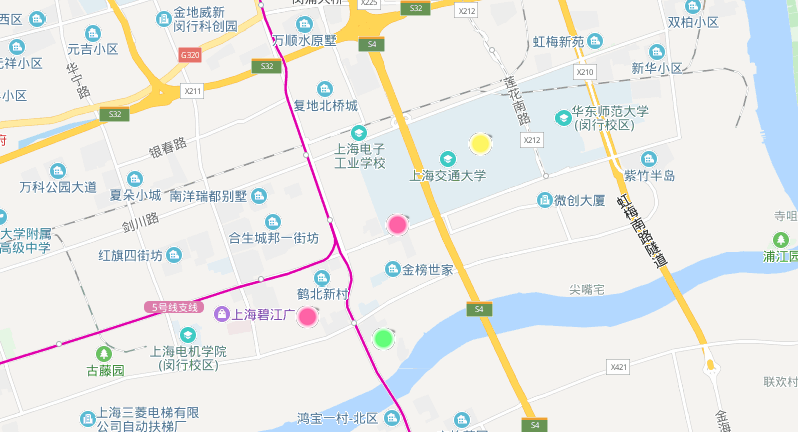 西区
金地威新
闵行科创园
元吉小区
元祥小区
小区
华宁路
G320
S32
X211
S32
万顺水原墅
X225
S32
S4
X212
双柏小区
虹梅新苑
新华小区
X210
复地北桥城
莲花南路
华东师范大学
(闵行校区)
X212
上海电子
工业学校
上海交通大学
紫竹半岛
府
银春路
万科公园大道
夏朵小城
南洋瑞都别墅
微创大厦
虹梅南路隧道
剑川路
大学附属
高级中学
合生城邦一街坊
红旗四街坊
寺咀
浦江园
金榜世家
鹤北新村
尖嘴宅
5号线支线
上海碧江广
S4
上海电机学院
(闵行校区)
古藤园
X421
联欢村
上海三菱电梯有限
公司自动扶梯厂
鸿宝一村-北区
S4
金海